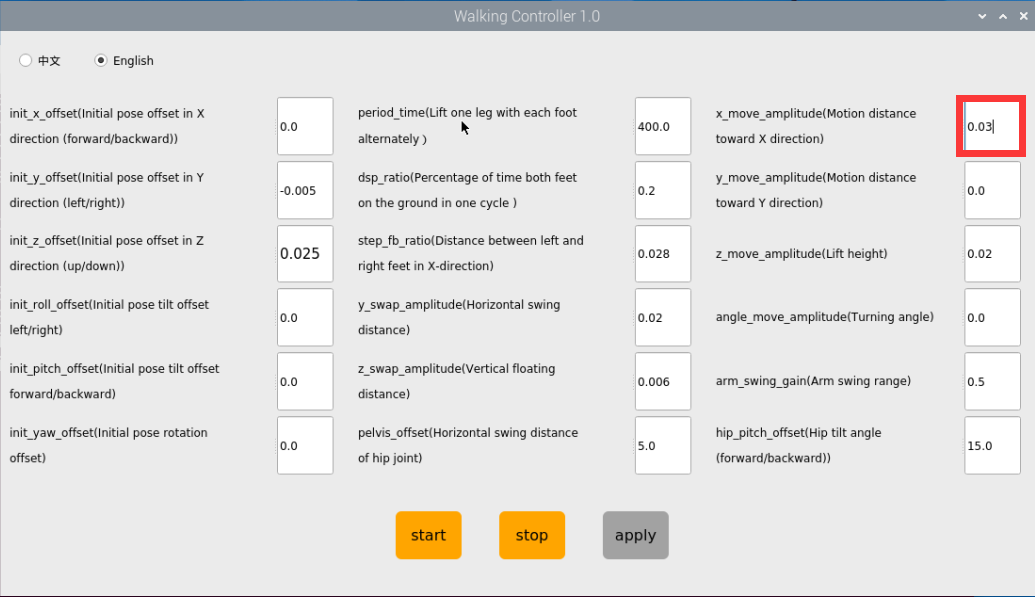 Walking Controller 1.0
中文
English
init_x_offset(Initial pose offset in X
direction (forward/backward))
0.0
period_time(Lift one leg with each foot
alternately )
400.0
x_move_amplitude(Motion distance
toward X direction)
0.03
init_y_offset(Initial pose offset in Y
direction (left/right))
-0.005
dsp_ratio(Percentage of time both feet
on the ground in one cycle )
0.2
y_move_amplitude(Motion distance
toward Y direction)
0.0
init_z_offset(Initial pose offset in Z
direction (up/down))
0.025
step_fb_ratio(Distance between left and
right feet in X-direction)
0.028
z_move_amplitude(Lift height)
0.02
init_roll_offset(Initial pose tilt offset
left/right)
0.0
y_swap_amplitude(Horizontal swing
distance)
0.02
angle_move_amplitude(Turning angle)
0.0
init_pitch_offset(Initial pose tilt offset
forward/backward)
0.0
z_swap_amplitude(Vertical floating
distance)
0.006
arm_swing_gain(Arm swing range)
0.5
init_yaw_offset(Initial pose rotation
offset)
0.0
pelvis_offset(Horizontal swing distance
of hip joint)
5.0
hip_pitch_offset(Hip tilt angle
(forward/backward))
15.0
start
stop
apply